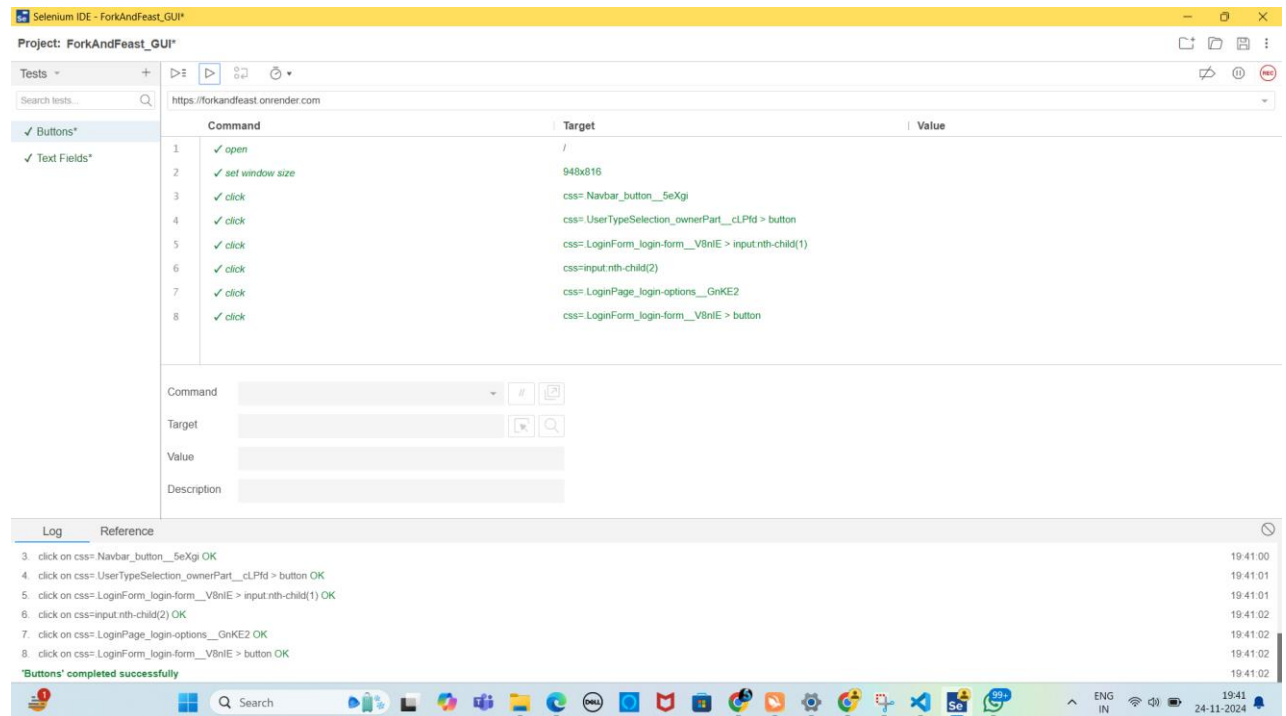 Selenium IDE - ForkAndFeast_GUI*
Project: ForkAndFeast_GUI*
Tests
Search tests...
https://forkandfeast.onrender.com
Command Target Value
✓ Buttons*
✓ Text Fields*
1 ✓ open /
2 ✓ set window size 948x816
3 ✓ click css=.Navbar_button__5eXgi
4 ✓ click css=.UserTypeSelection_ownerPart__cLPfd > button
5 ✓ click css=.LoginForm_login-form__V8nIE > input:nth-child(1)
6 ✓ click css=input:nth-child(2)
7 ✓ click css=.LoginPage_login-options__GnKE2
8 ✓ click css=.LoginForm_login-form__V8nIE > button
Command //
Target
Value
Description
Log Reference
3. click on css=.Navbar_button__5eXgi OK 19:41:00
4. click on css=.UserTypeSelection_ownerPart__cLPfd > button OK 19:41:01
5. click on css=.LoginForm_login-form__V8nIE > input:nth-child(1) OK 19:41:01
6. click on css=input:nth-child(2) OK 19:41:02
7. click on css=.LoginPage_login-options__GnKE2 OK 19:41:02
8. click on css=.LoginForm_login-form__V8nIE > button OK 19:41:02
'Buttons' completed successfully 19:41:02
1 Search DELL Se 99+ ENG IN 19:41 24-11-2024
REC